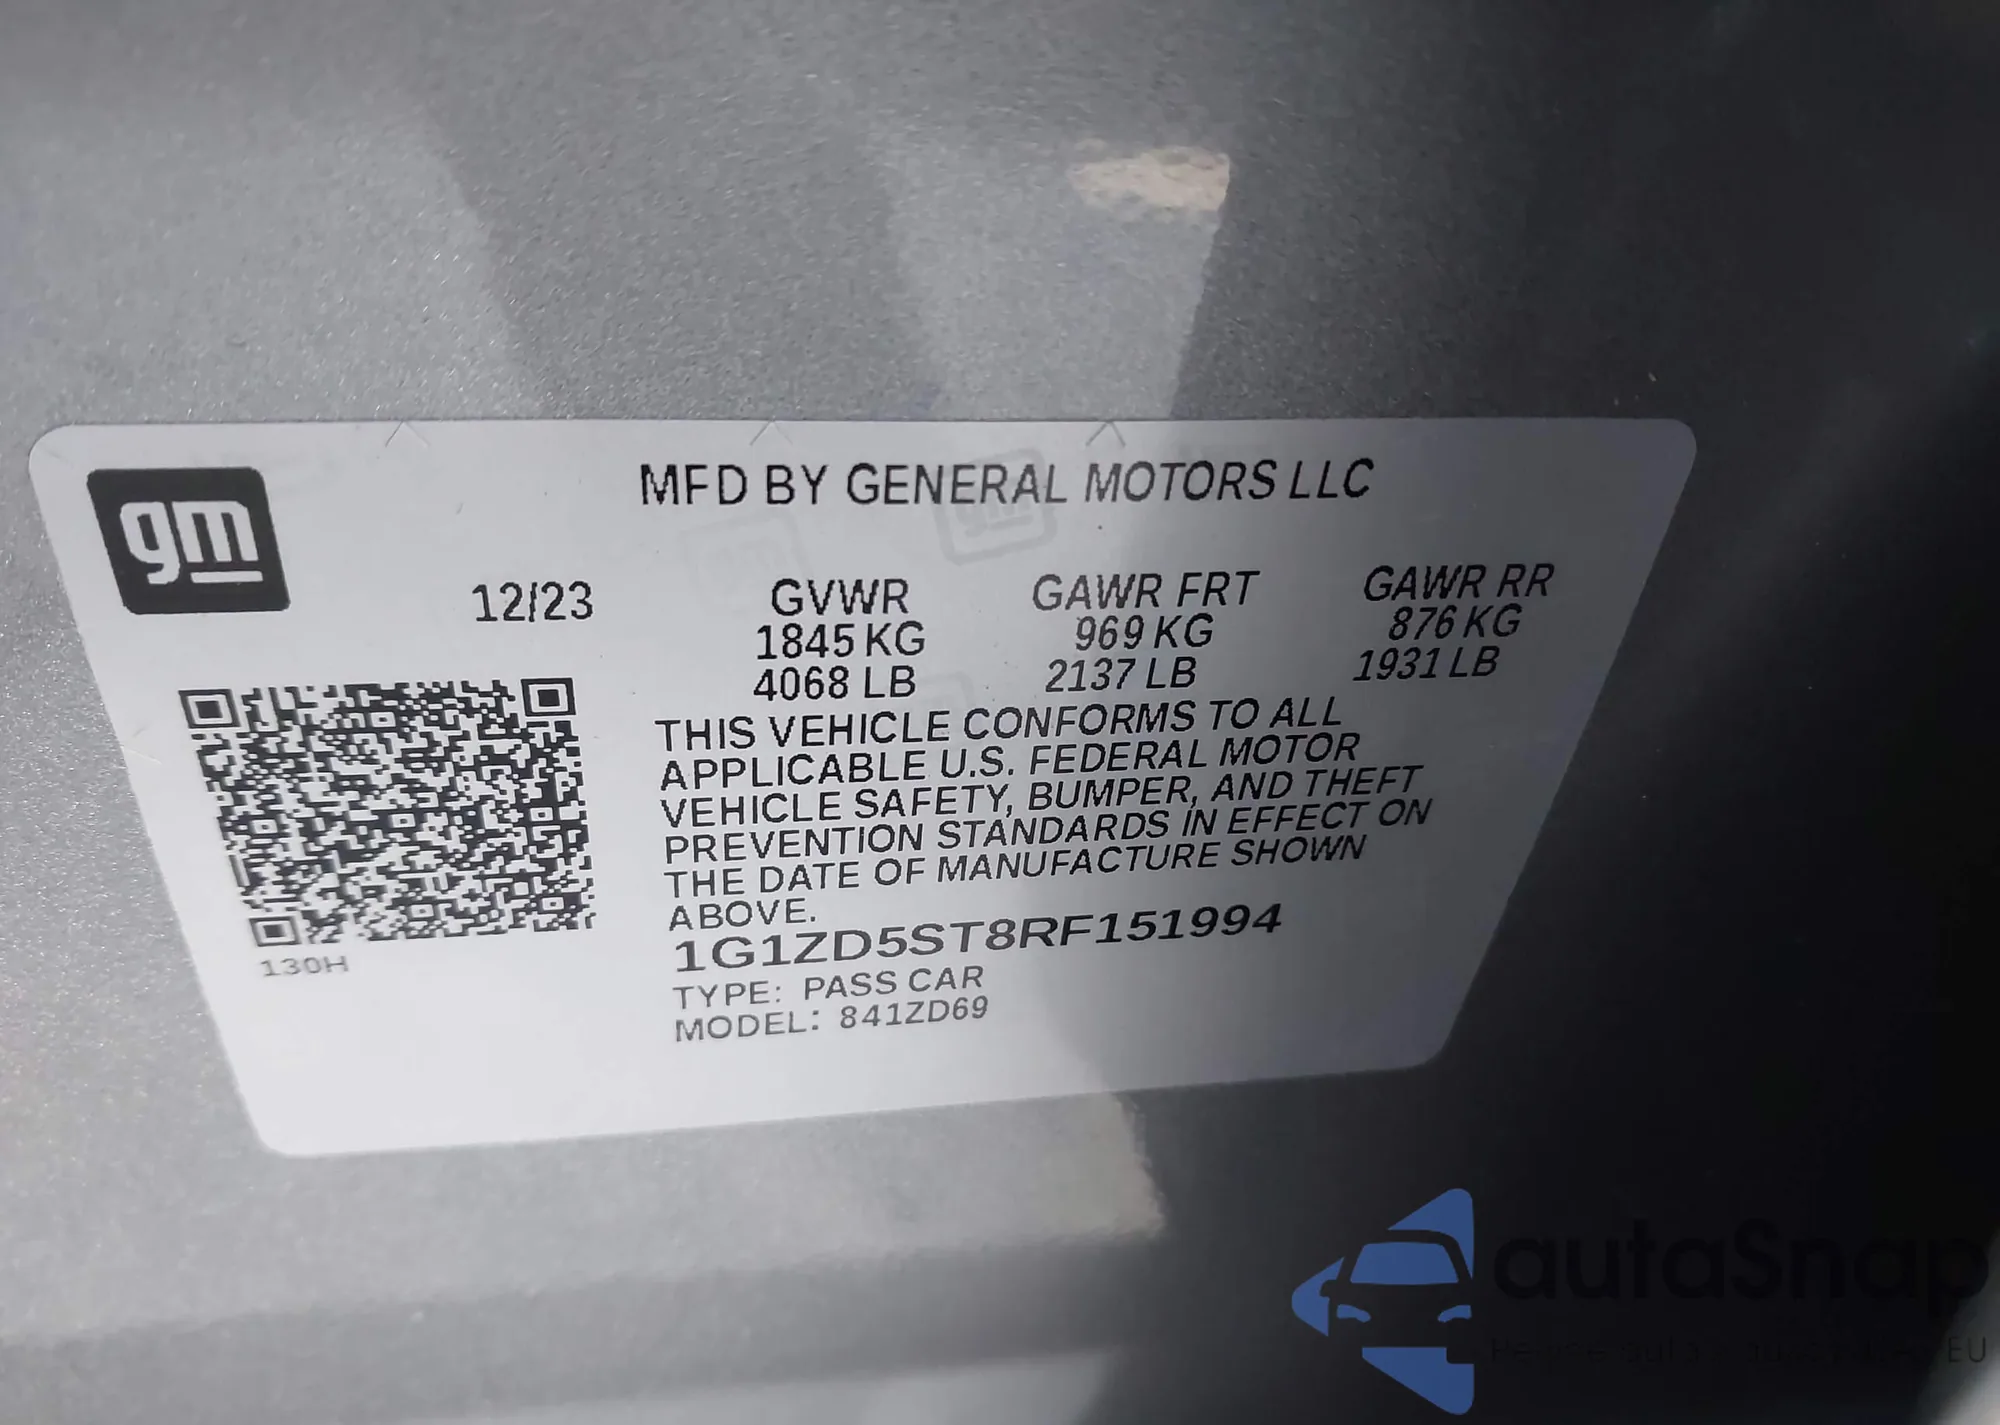 gm
MFD BY GENERAL MOTORS LLC
12/23 GVWR GAWR FRT GAWR RR
1845 KG 969 KG 876 KG
4068 LB 2137 LB 1931 LB
THIS VEHICLE CONFORMS TO ALL
APPLICABLE U.S. FEDERAL MOTOR
VEHICLE SAFETY, BUMPER, AND THEFT
PREVENTION STANDARDS IN EFFECT ON
THE DATE OF MANUFACTURE SHOWN
ABOVE.
1G1ZD5ST8RF151994
130H
TYPE: PASS CAR
MODEL: 841ZD69
autaSnap
EU